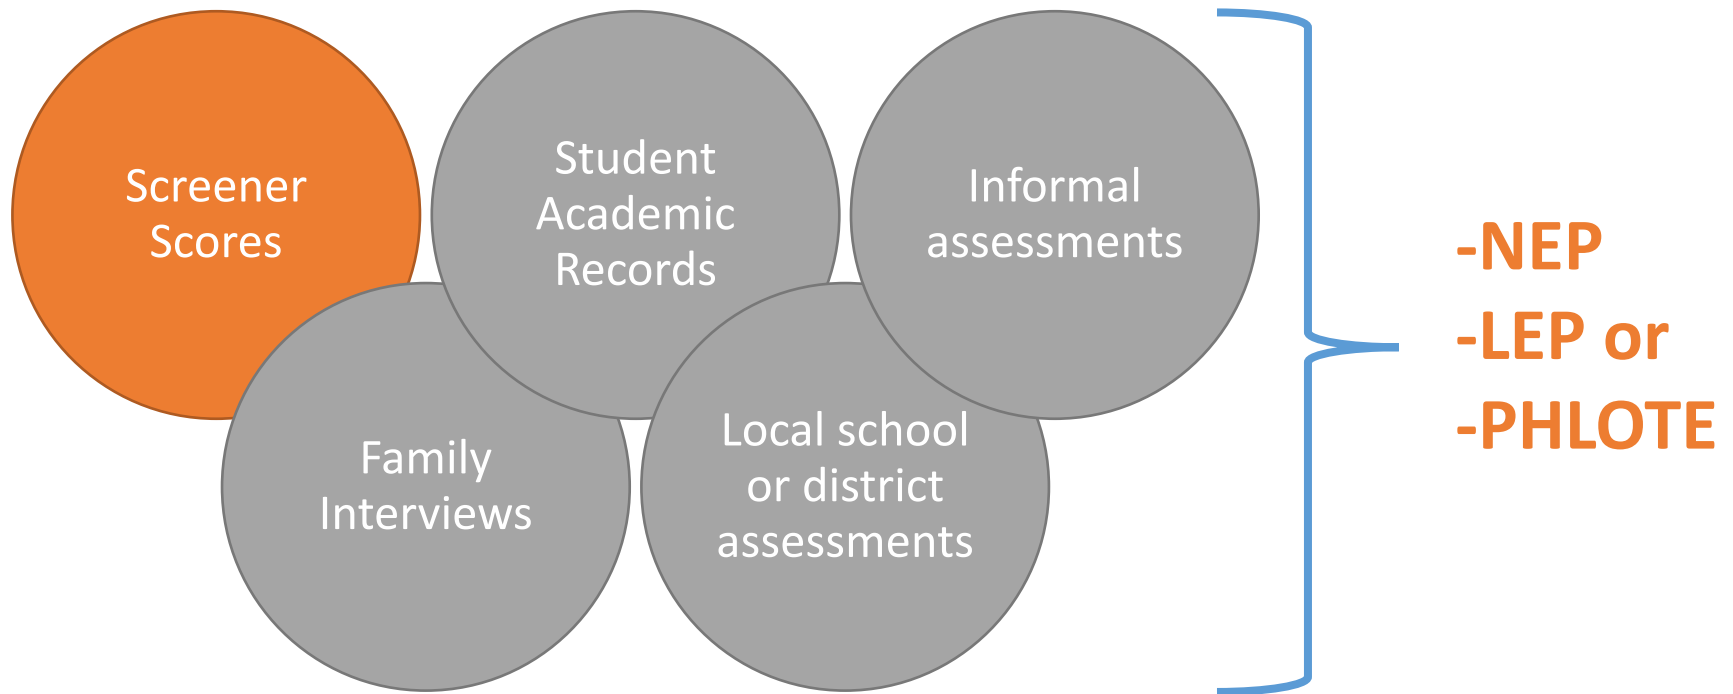 Screener
Scores
Student
Academic
Records
Informal
assessments
Family
Interviews
Local school
or district
assessments
-NEP
-LEP or
-PHLOTE